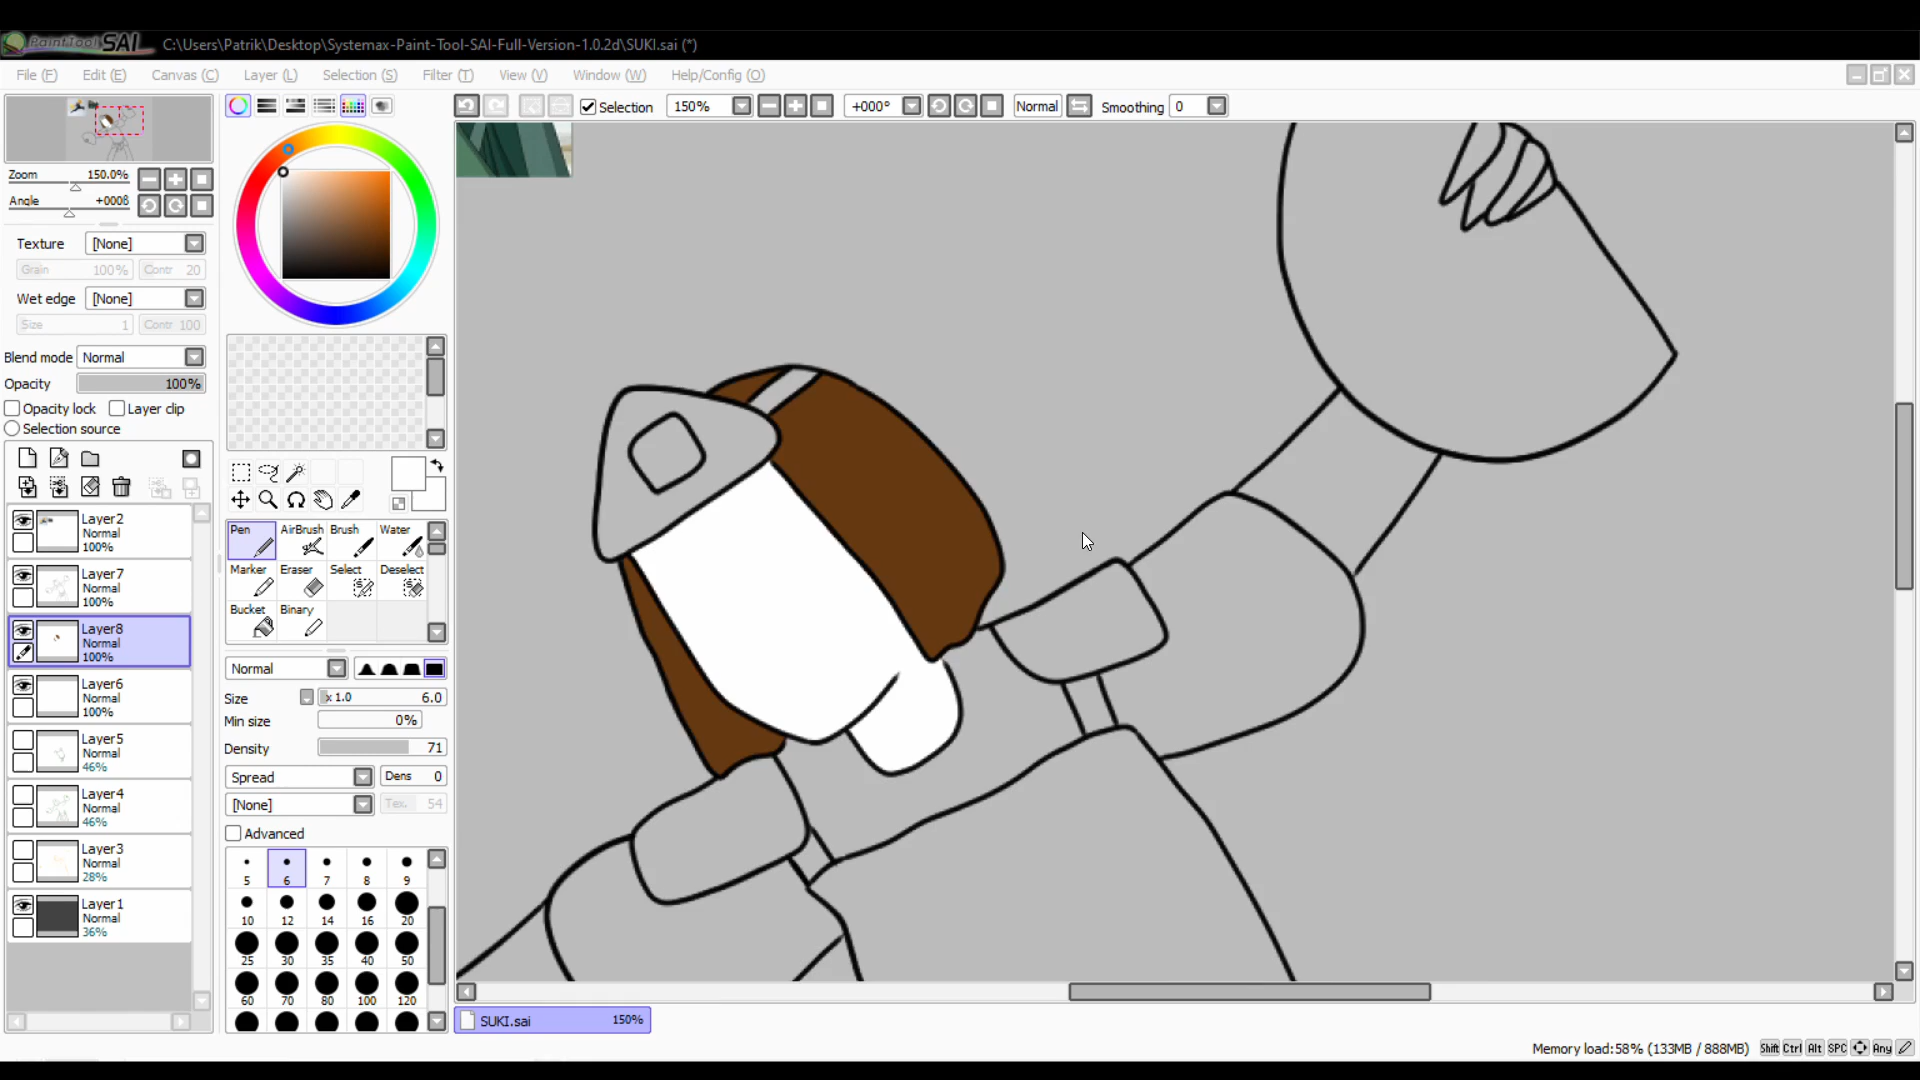 PaintTool SAI C:\Users\Patrik\Desktop\Systemax-Paint-Tool-SAI-Full-Version-1.0.2d\SUKI.sai (*)
File (F) Edit (E) Canvas (C) Layer (L) Selection (S) Filter (T) View (V) Window (W) Help/Config (O)
Selection 150% +000° Normal Smoothing 0
Zoom 150.0%
Angle +000ß
Texture [None]
Grain 100% Contr 20
Wet edge [None]
Size 1 Contr 100
Blend mode Normal
Opacity 100%
Opacity lock Layer clip
Selection source
Layer2
Normal
100%
Layer7
Normal
100%
Layer8
Normal
100%
Layer6
Normal
100%
Layer5
Normal
46%
Layer4
Normal
46%
Layer3
Normal
28%
Layer1
Normal
36%
Pen AirBrush Brush Water
Marker Eraser Select Deselect
Bucket Binary
Normal
Size x 1.0 6.0
Min size 0%
Density 71
Spread Dens 0
[None] Tex. 54
Advanced
5 6 7 8 9
10 12 14 16 20
25 30 35 40 50
60 70 80 100 120
SUKI.sai 150%
Memory load:58% (133MB / 888MB) Shift Ctrl Alt SPC Any